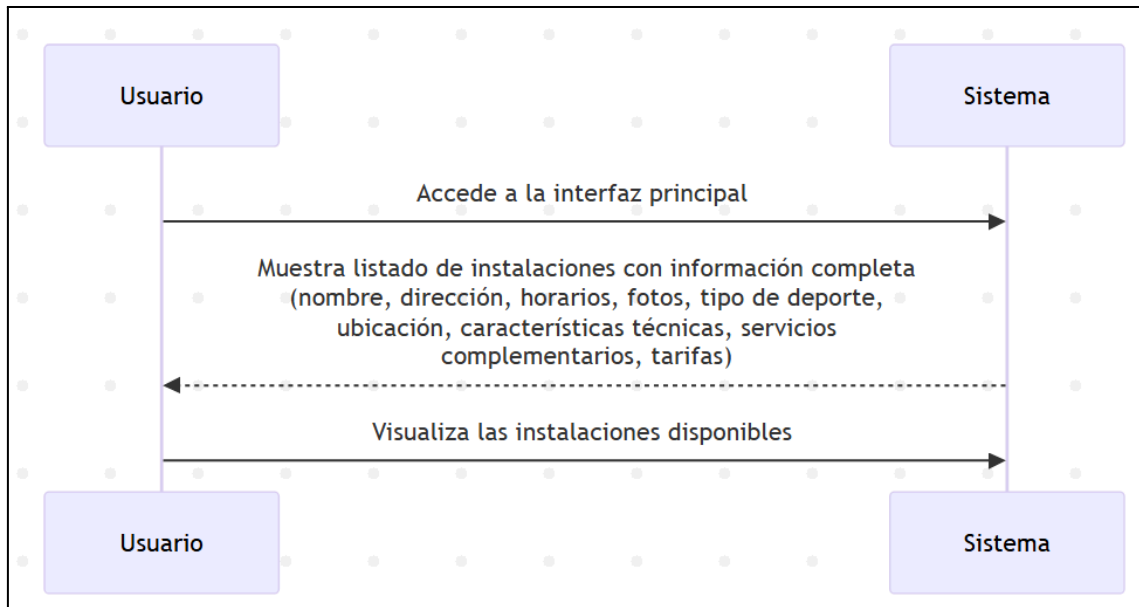 Usuario
Sistema
Accede a la interfaz principal
Muestra listado de instalaciones con información completa
(nombre, dirección, horarios, fotos, tipo de deporte,
ubicación, características técnicas, servicios
complementarios, tarifas)
Visualiza las instalaciones disponibles
Usuario
Sistema